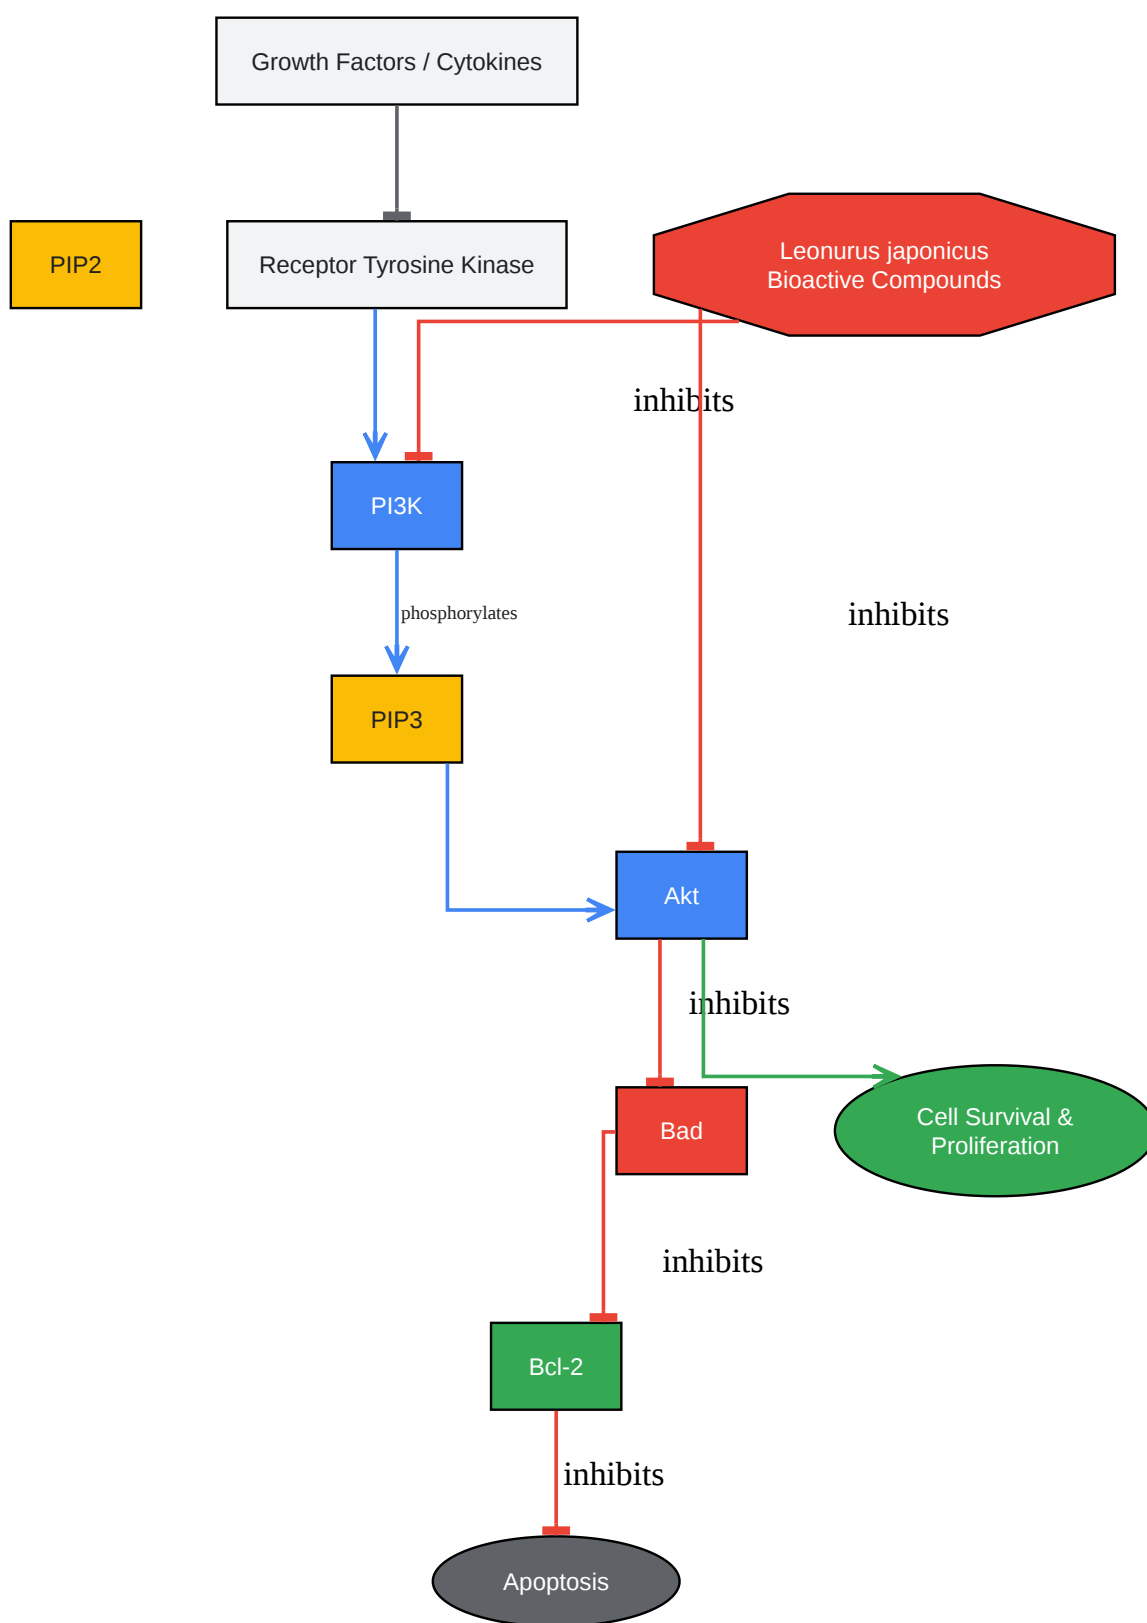 Growth Factors / Cytokines
PIP2
Receptor Tyrosine Kinase
Leonurus japonicus
Bioactive Compounds
inhibits
PI3K
phosphorylates
inhibits
PIP3
Akt
inhibits
Bad
Cell Survival &
Proliferation
inhibits
Bcl-2
inhibits
Apoptosis